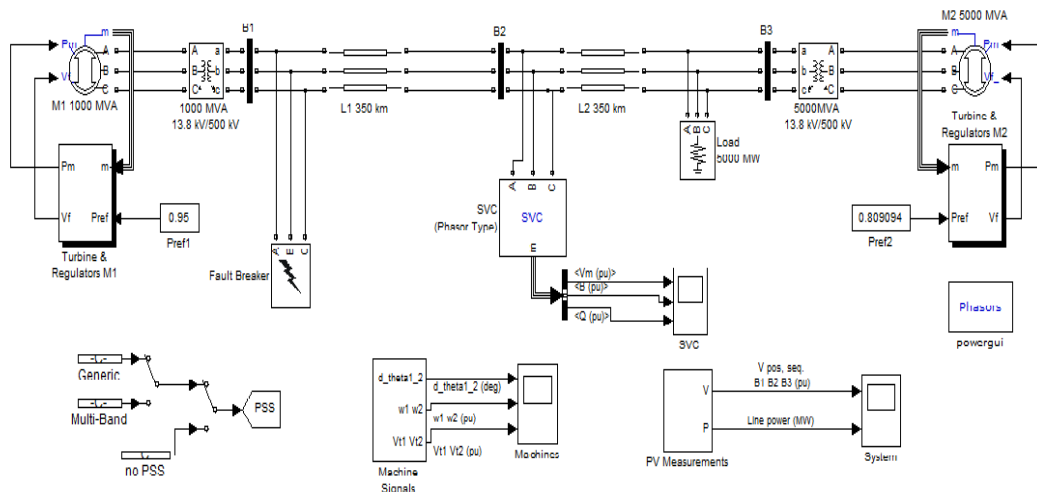 B1
B2
B3
M2 5000 MVA
Pm
m
A
A
a
Vf
B
B
b
C
C
c
M1 1000 MVA
1000 MVA
13.8 kV/500 kV
L1 350 km
L2 350 km
a
A
b
B
c
C
5000MVA
13.8 kV/500 kV
m
Pm
A
B
Vf_
C
Turbine &
Regulators M2
A B C
Load
5000 MW
Pm
m
Vf
Pref
0.95
Pref1
Turbine &
Regulators M1
A
B
C
SVC
SVC
(Phasor Type)
m
Pm
Pref
Vf
0.809094
Pref2
A
C
Fault Breaker
<Vm (pu)>
<B (pu)>
<Q (pu)>
SVC
Phasors
powergui
Generic
Multi-Band
no PSS
PSS
d_theta1_2
w1 w2
Vt1 Vt2
d_theta1_2 (deg)
w1 w2 (pu)
Vt1 Vt2 (pu)
Machine
Signals
Machines
V
P
V pos. seq.
B1 B2 B3 (pu)
Line power (MW)
PV Measurements
System